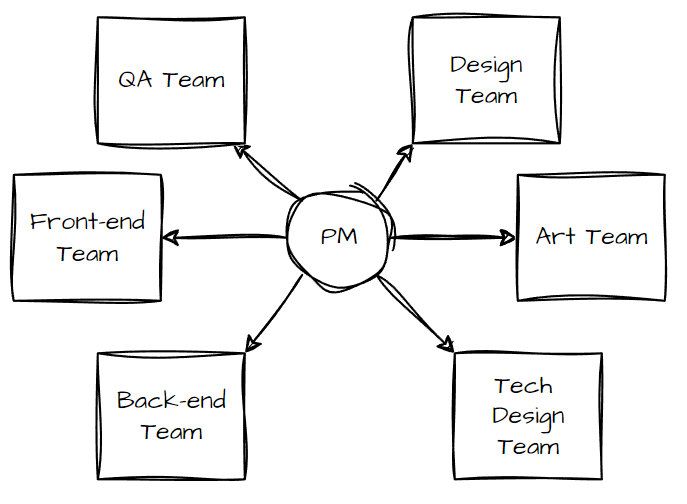 QA Team
Design
Team
Front-end
Team
PM
Art Team
Back-end
Team
Tech
Design
Team